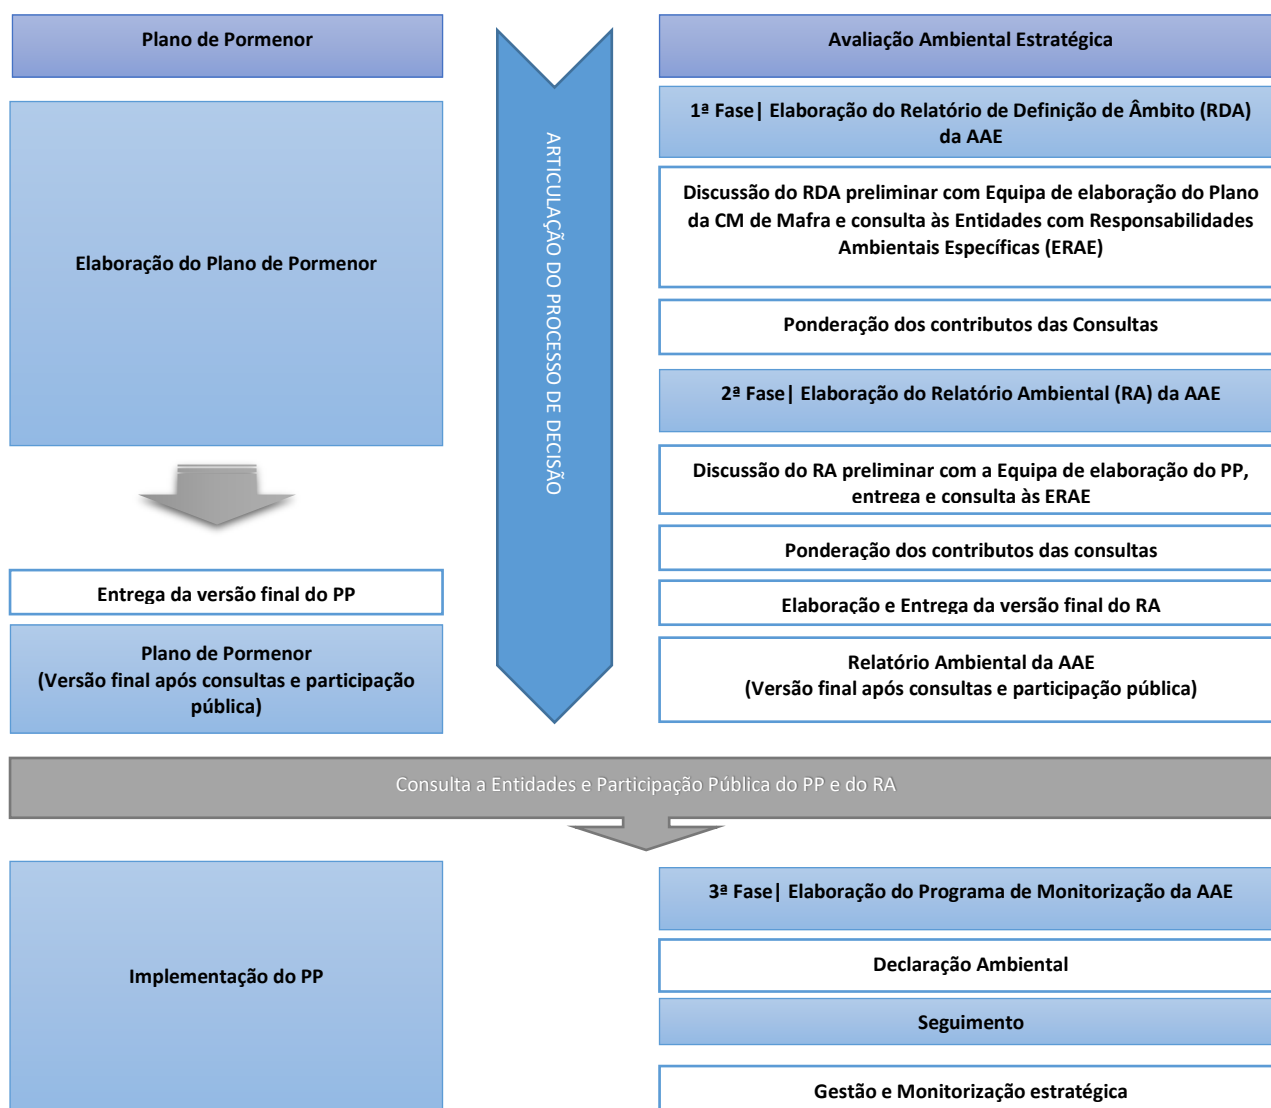 Plano de Pormenor
Elaboração do Plano de Pormenor
Entrega da versão final do PP
Plano de Pormenor
(Versão final após consultas e participação
pública)
ARTICULAÇÃO DO PROCESSO DE DECISÃO
Avaliação Ambiental Estratégica
1ª Fase| Elaboração do Relatório de Definição de Âmbito (RDA)
da AAE
Discussão do RDA preliminar com Equipa de elaboração do Plano
da CM de Mafra e consulta às Entidades com Responsabilidades
Ambientais Específicas (ERAE)
Ponderação dos contributos das Consultas
2ª Fase| Elaboração do Relatório Ambiental (RA) da AAE
Discussão do RA preliminar com a Equipa de elaboração do PP,
entrega e consulta às ERAE
Ponderação dos contributos das consultas
Elaboração e Entrega da versão final do RA
Relatório Ambiental da AAE
(Versão final após consultas e participação pública)
Consulta a Entidades e Participação Pública do PP e do RA
Implementação do PP
3ª Fase| Elaboração do Programa de Monitorização da AAE
Declaração Ambiental
Seguimento
Gestão e Monitorização estratégica